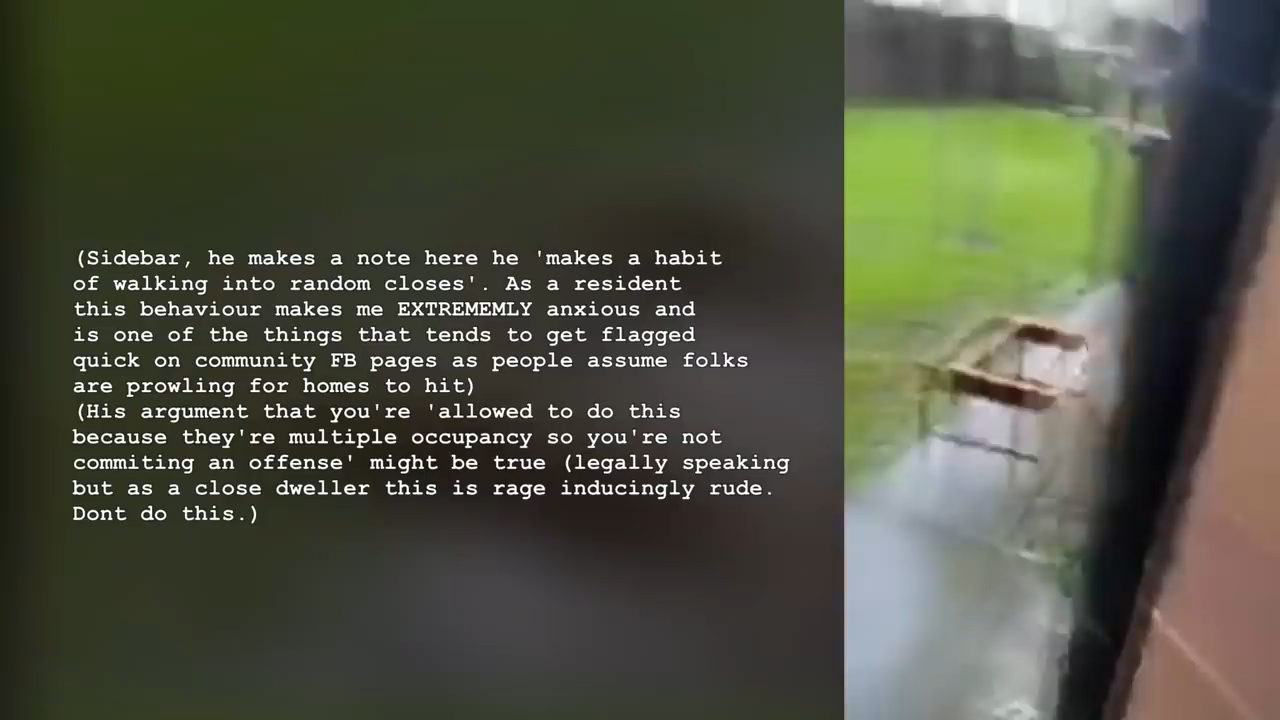 (Sidebar, he makes a note here he 'makes a habit
of walking into random closes'. As a resident
this behaviour makes me EXTREMEMLY anxious and
is one of the things that tends to get flagged
quick on community FB pages as people assume folks
are prowling for homes to hit)
(His argument that you're 'allowed to do this
because they're multiple occupancy so you're not
commiting an offense' might be true (legally speaking
but as a close dweller this is rage inducingly rude.
Dont do this.)